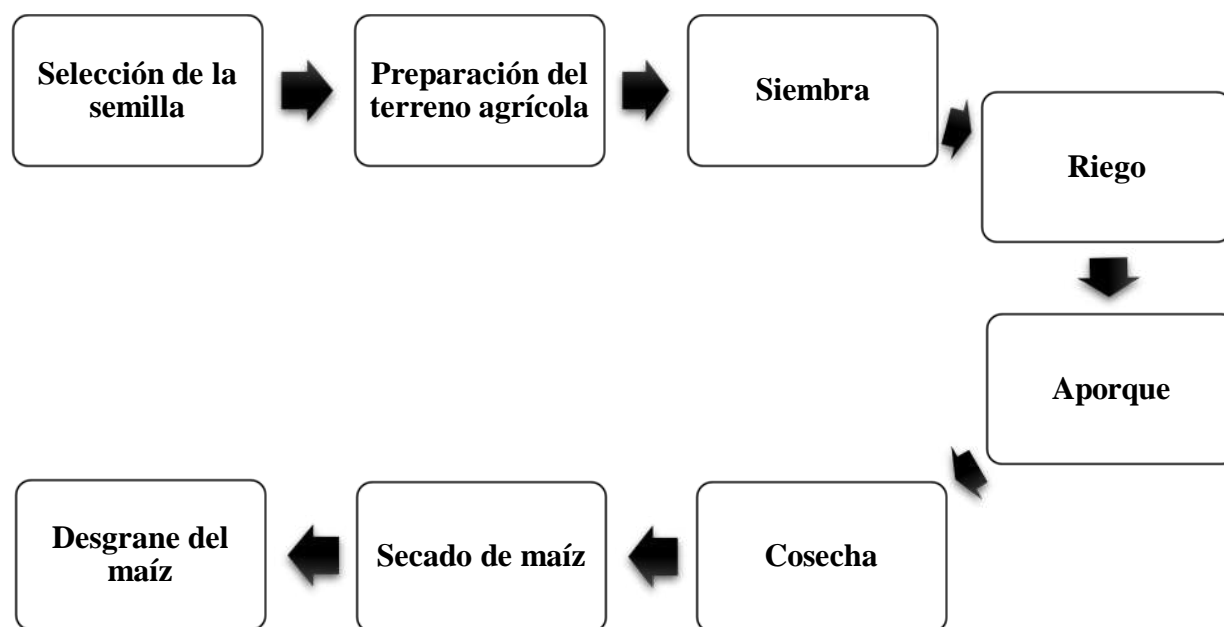 Selección de la
semilla
Preparación del
terreno agrícola
Siembra
Riego
Aporque
Cosecha
Secado de maíz
Desgrane del
maíz